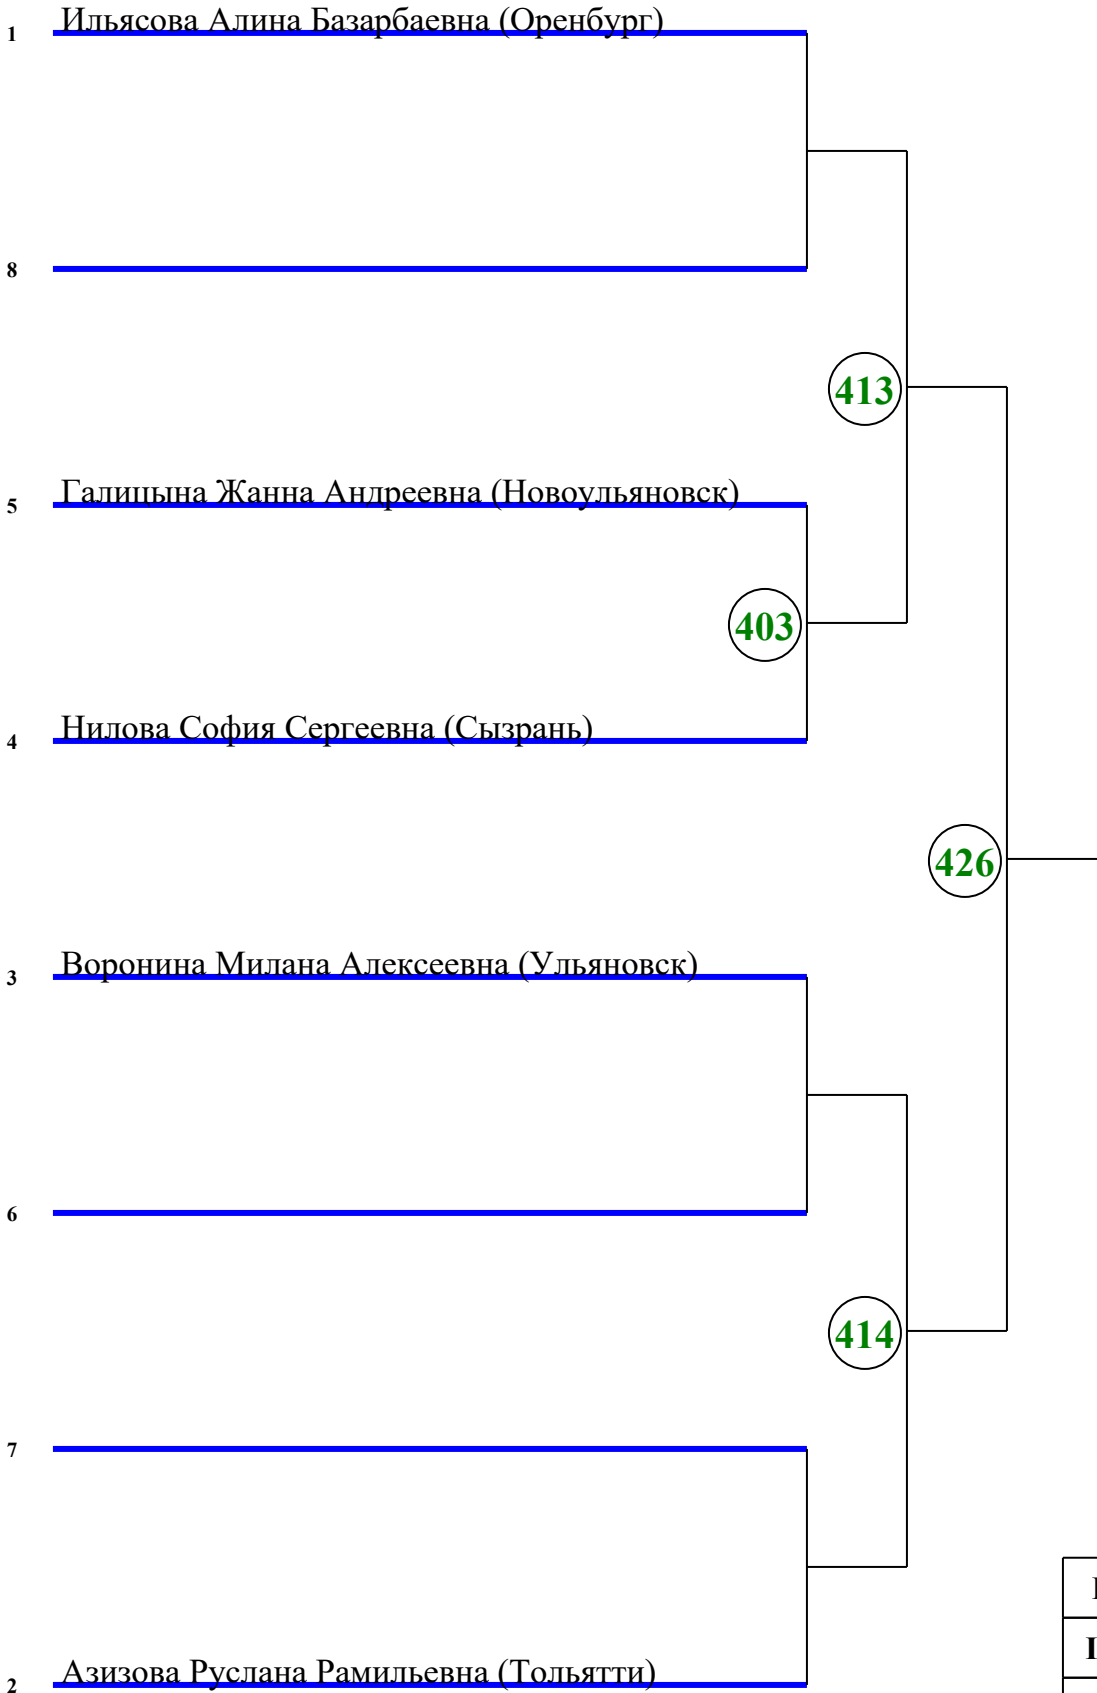 1 Ильясова Алина Базарбаевна (Оренбург)
8
413
5 Галицына Жанна Андреевна (Новоульяновск)
403
4 Нилова София Сергеевна (Сызрань)
426
3 Воронина Милана Алексеевна (Ульяновск)
6
414
7
2 Азизова Руслана Рамильевна (Тольятти)